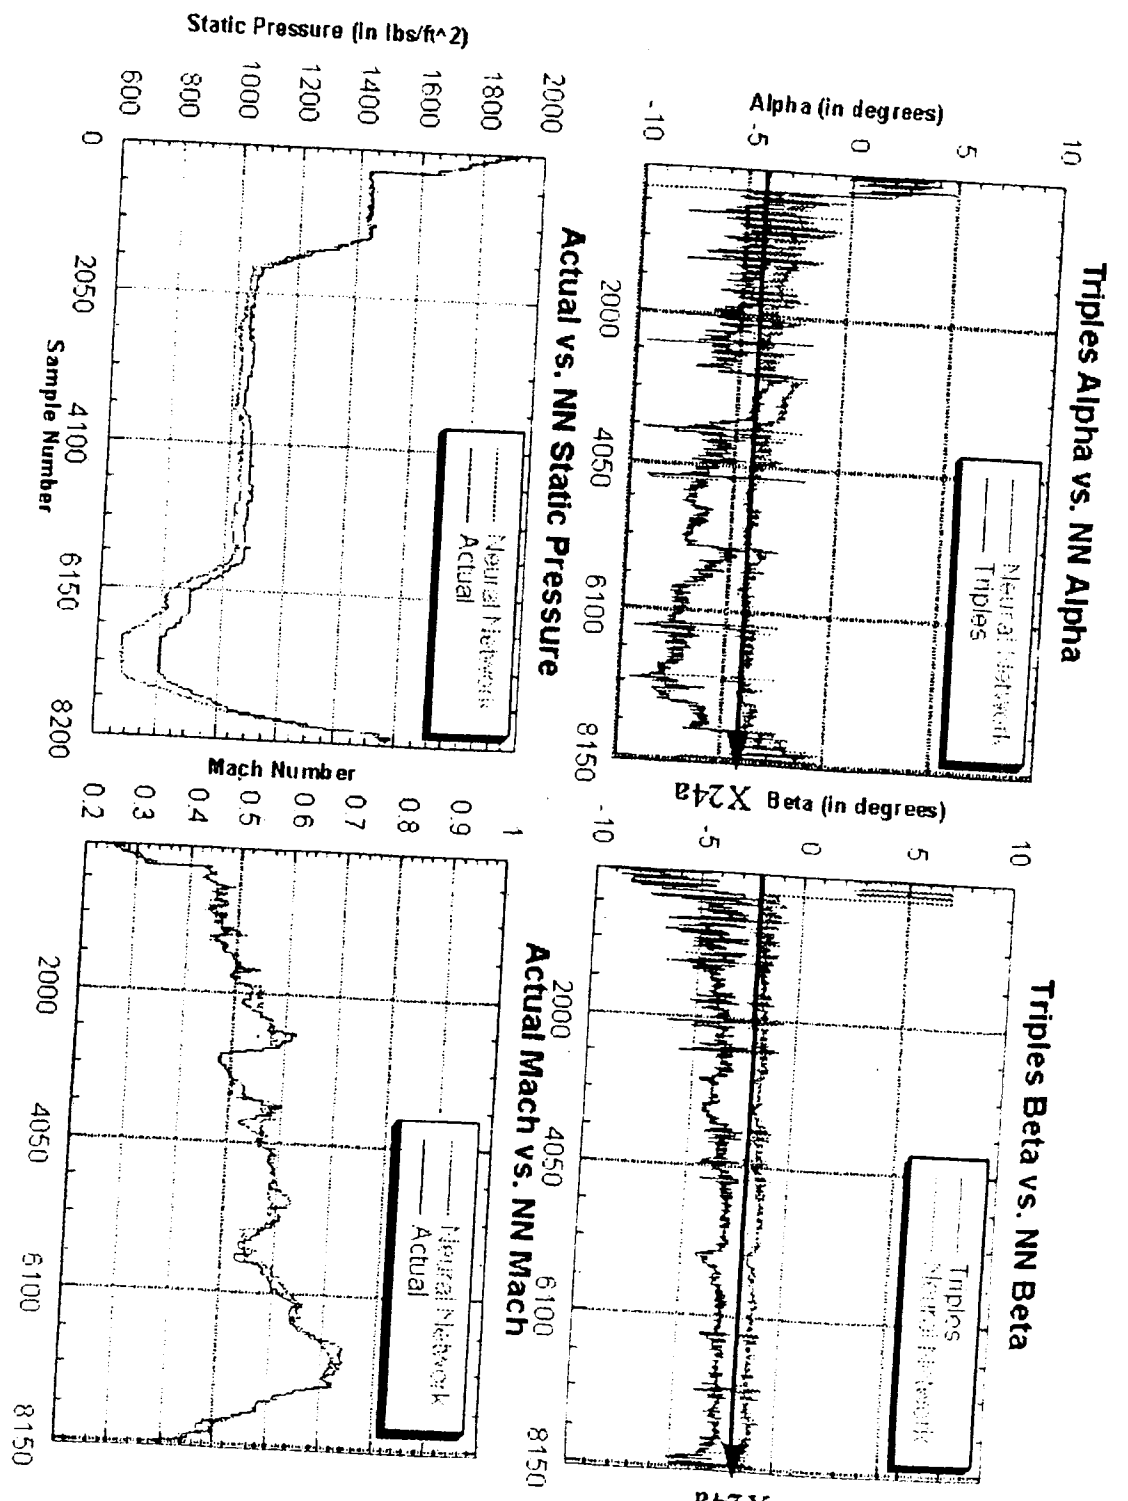 Triples Alpha vs. NN Alpha
Alpha (in degrees)
10
5
0
-5
-10
Neural Network
Triples
2000
4050
6100
8150
X24a
Triples Beta vs. NN Beta
Beta (in degrees)
10
5
0
-5
-10
Triples
Neural Network
2000
4050
6100
8150
X24a
Actual vs. NN Static Pressure
Static Pressure (in lbs/ft^2)
2000
1800
1600
1400
1200
1000
800
600
Neural Network
Actual
0
2050
4100
6150
8200
Sample Number
Actual Mach vs. NN Mach
Mach Number
1
0.9
0.8
0.7
0.6
0.5
0.4
0.3
0.2
Neural Network
Actual
2000
4050
6100
8150